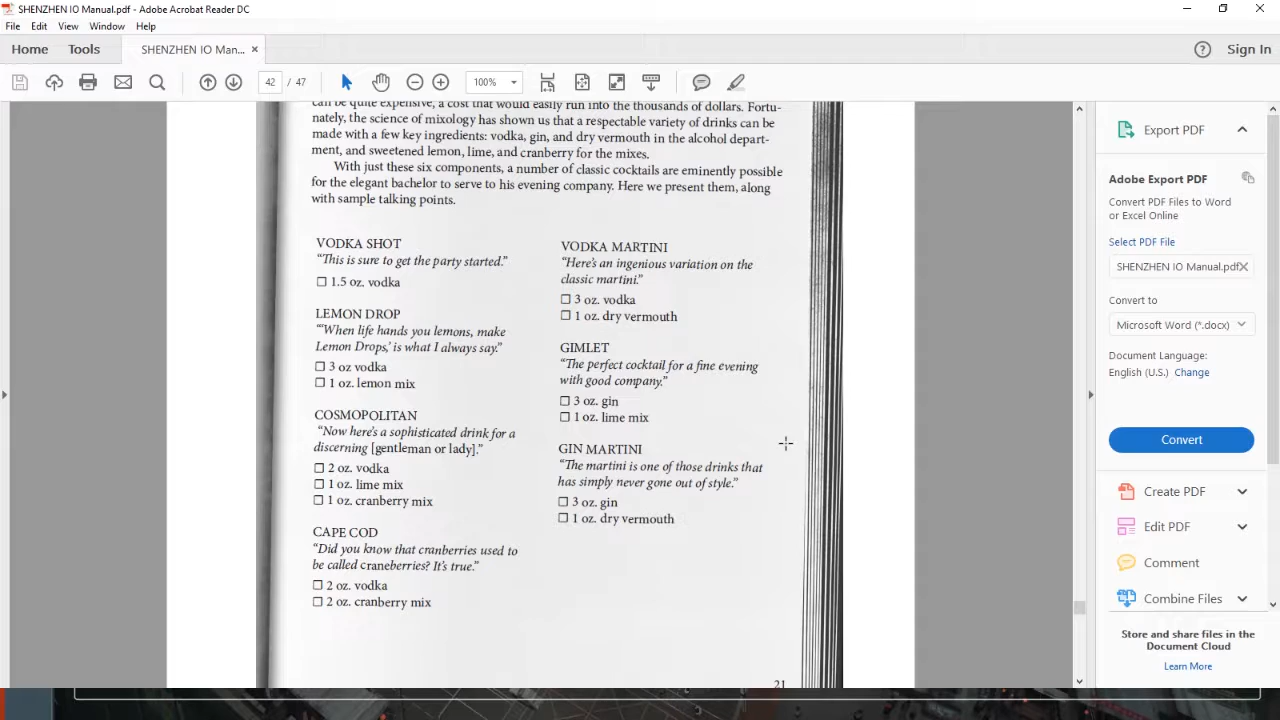 SHENZHEN IO Manual.pdf - Adobe Acrobat Reader DC
File Edit View Window Help
Home Tools SHENZHEN IO Man... × Sign In
42 / 47 100%
can be quite expensive, a cost that would easily run into the thousands of dollars. Fortu-
nately, the science of mixology has shown us that a respectable variety of drinks can be
made with a few key ingredients: vodka, gin, and dry vermouth in the alcohol depart-
ment, and sweetened lemon, lime, and cranberry for the mixes.
With just these six components, a number of classic cocktails are eminently possible
for the elegant bachelor to serve to his evening company. Here we present them, along
with sample talking points.
VODKA SHOT
“This is sure to get the party started.”
☐ 1.5 oz. vodka
LEMON DROP
“‘When life hands you lemons, make
Lemon Drops,’ is what I always say.”
☐ 3 oz vodka
☐ 1 oz. lemon mix
COSMOPOLITAN
“Now here’s a sophisticated drink for a
discerning [gentleman or lady].”
☐ 2 oz. vodka
☐ 1 oz. lime mix
☐ 1 oz. cranberry mix
CAPE COD
“Did you know that cranberries used to
be called craneberries? It’s true.”
☐ 2 oz. vodka
☐ 2 oz. cranberry mix
VODKA MARTINI
“Here’s an ingenious variation on the
classic martini.”
☐ 3 oz. vodka
☐ 1 oz. dry vermouth
GIMLET
“The perfect cocktail for a fine evening
with good company.”
☐ 3 oz. gin
☐ 1 oz. lime mix
GIN MARTINI
“The martini is one of those drinks that
has simply never gone out of style.”
☐ 3 oz. gin
☐ 1 oz. dry vermouth
21
Export PDF
Adobe Export PDF
Convert PDF Files to Word
or Excel Online
Select PDF File
SHENZHEN IO Manual.pdf
Convert to
Microsoft Word (*.docx)
Document Language:
English (U.S.) Change
Convert
Create PDF
Edit PDF
Comment
Combine Files
Store and share files in the
Document Cloud
Learn More